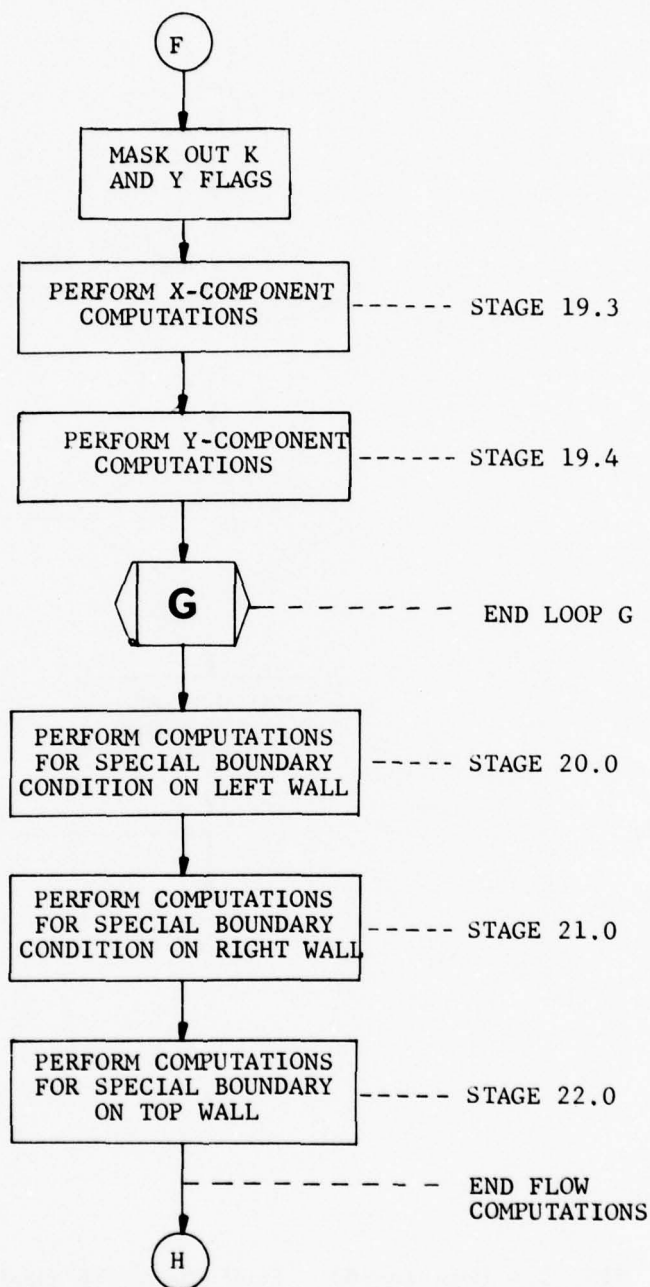 F
MASK OUT K
AND Y FLAGS
PERFORM X-COMPONENT
COMPUTATIONS
STAGE 19.3
PERFORM Y-COMPONENT
COMPUTATIONS
STAGE 19.4
G
END LOOP G
PERFORM COMPUTATIONS
FOR SPECIAL BOUNDARY
CONDITION ON LEFT WALL
STAGE 20.0
PERFORM COMPUTATIONS
FOR SPECIAL BOUNDARY
CONDITION ON RIGHT WALL
STAGE 21.0
PERFORM COMPUTATIONS
FOR SPECIAL BOUNDARY
ON TOP WALL
STAGE 22.0
END FLOW
COMPUTATIONS
H